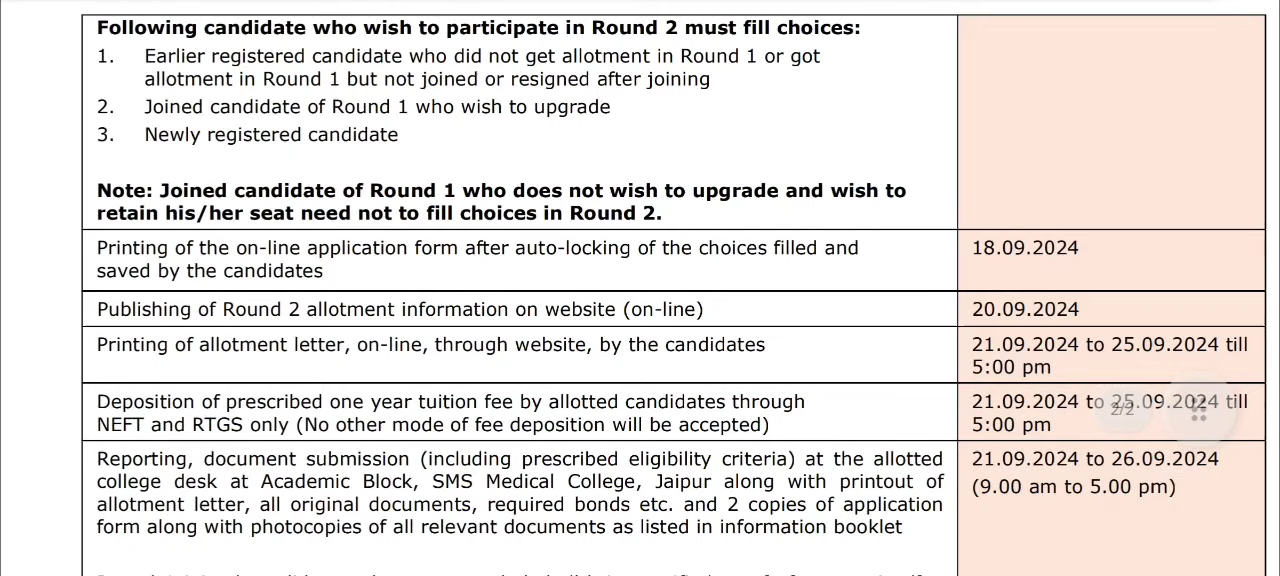 Following candidate who wish to participate in Round 2 must fill choices:
1. Earlier registered candidate who did not get allotment in Round 1 or got
allotment in Round 1 but not joined or resigned after joining
2. Joined candidate of Round 1 who wish to upgrade
3. Newly registered candidate
Note: Joined candidate of Round 1 who does not wish to upgrade and wish to
retain his/her seat need not to fill choices in Round 2.
Printing of the on-line application form after auto-locking of the choices filled and
saved by the candidates
18.09.2024
Publishing of Round 2 allotment information on website (on-line)
20.09.2024
Printing of allotment letter, on-line, through website, by the candidates
21.09.2024 to 25.09.2024 till
5:00 pm
Deposition of prescribed one year tuition fee by allotted candidates through
NEFT and RTGS only (No other mode of fee deposition will be accepted)
21.09.2024 to 25.09.2024 till
5:00 pm
2/2
Reporting, document submission (including prescribed eligibility criteria) at the allotted
college desk at Academic Block, SMS Medical College, Jaipur along with printout of
allotment letter, all original documents, required bonds etc. and 2 copies of application
form along with photocopies of all relevant documents as listed in information booklet
21.09.2024 to 26.09.2024
(9.00 am to 5.00 pm)